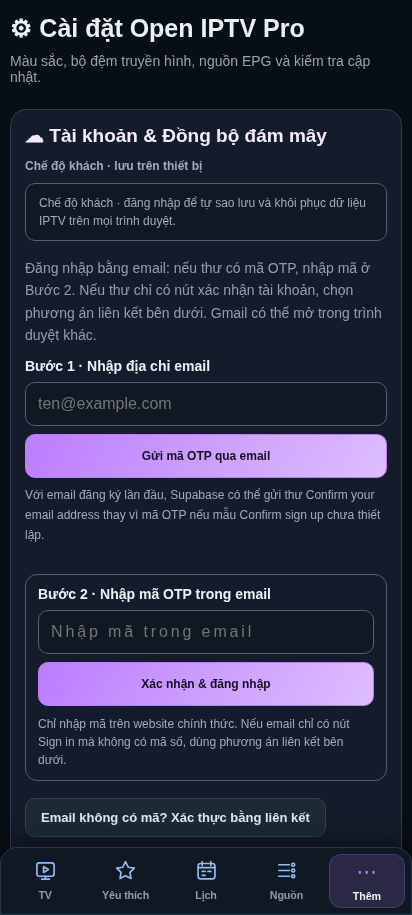 ⚙ Cài đặt Open IPTV Pro
Màu sắc, bộ đệm truyền hình, nguồn EPG và kiểm tra cập
nhật.
☁ Tài khoản & Đồng bộ đám mây
Chế độ khách · lưu trên thiết bị
Chế độ khách · đăng nhập để tự sao lưu và khôi phục dữ liệu
IPTV trên mọi trình duyệt.
Đăng nhập bằng email: nếu thư có mã OTP, nhập mã ở
Bước 2. Nếu thư chỉ có nút xác nhận tài khoản, chọn
phương án liên kết bên dưới. Gmail có thể mở trong trình
duyệt khác.
Bước 1 · Nhập địa chỉ email
ten@example.com
Gửi mã OTP qua email
Với email đăng ký lần đầu, Supabase có thể gửi thư Confirm your
email address thay vì mã OTP nếu mẫu Confirm sign up chưa thiết
lập.
Bước 2 · Nhập mã OTP trong email
Nhập mã trong email
Xác nhận & đăng nhập
Chỉ nhập mã trên website chính thức. Nếu email chỉ có nút
Sign in mà không có mã số, dùng phương án liên kết bên
dưới.
Email không có mã? Xác thực bằng liên kết
TV
Yêu thích
Lịch
Nguồn
Thêm